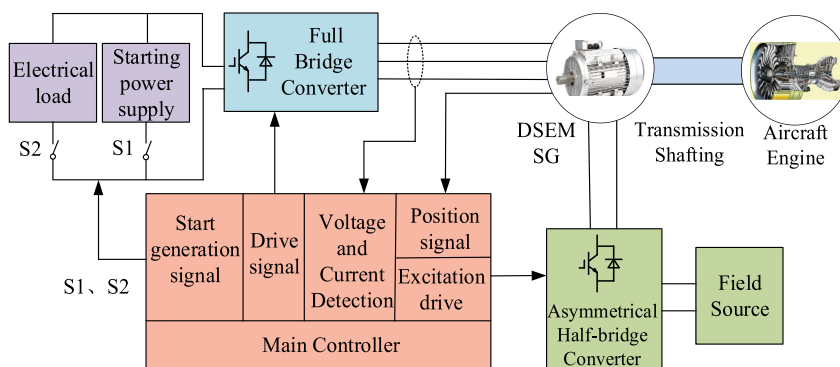 Electrical
load
Starting
power
supply
Full
Bridge
Converter
S2
S1
DSEM
SG
Transmission
Shafting
Aircraft
Engine
Start
generation
signal
Drive
signal
Voltage
and
Current
Detection
Position
signal
Excitation
drive
S1、S2
Main Controller
Asymmetrical
Half-bridge
Converter
Field
Source